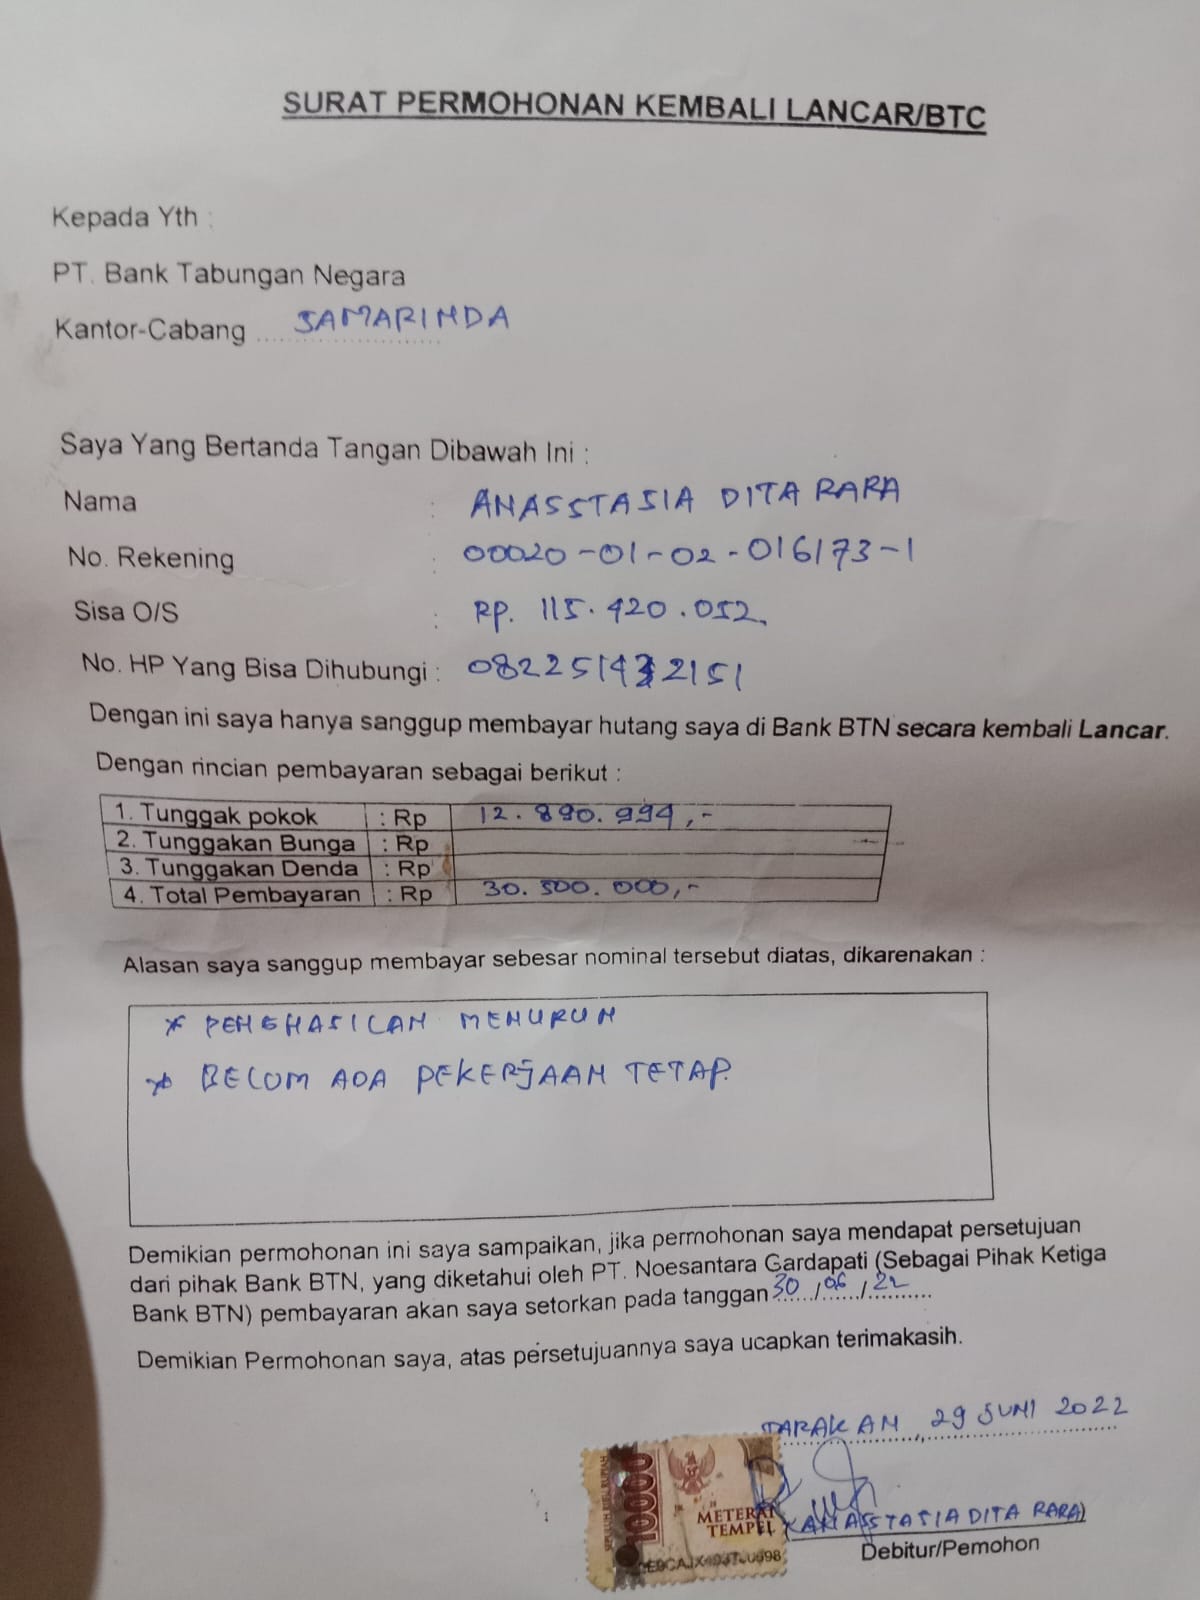 SURAT PERMOHONAN KEMBALI LANCAR/BTC
Kepada Yth :
PT. Bank Tabungan Negara
Kantor-Cabang .... SAMARINDA
Saya Yang Bertanda Tangan Dibawah Ini :
Nama : ANASSTASIA DITA RARA
No. Rekening : 00020-01-02-016173-1
Sisa O/S : RP. 115.420.052,
No. HP Yang Bisa Dihubungi :
Dengan ini saya hanya sanggup membayar hutang saya di Bank BTN secara kembali Lancar.
Dengan rincian pembayaran sebagai berikut :
1. Tunggak pokok : Rp 12.890.994,-
2. Tunggakan Bunga : Rp
3. Tunggakan Denda : Rp
4. Total Pembayaran : Rp 30.500.000,-
Alasan saya sanggup membayar sebesar nominal tersebut diatas, dikarenakan :
* PENGHASILAN MENURUN
* BELUM ADA PEKERJAAN TETAP.
Demikian permohonan ini saya sampaikan, jika permohonan saya mendapat persetujuan
dari pihak Bank BTN, yang diketahui oleh PT. Noesantara Gardapati (Sebagai Pihak Ketiga
Bank BTN) pembayaran akan saya setorkan pada tanggan 30/06/22
Demikian Permohonan saya, atas persetujuannya saya ucapkan terimakasih.
TARAKAN, 29 JUNI 2022
10000
METERAI
TEMPEL
(ANASSTASIA DITA RARA)
Debitur/Pemohon